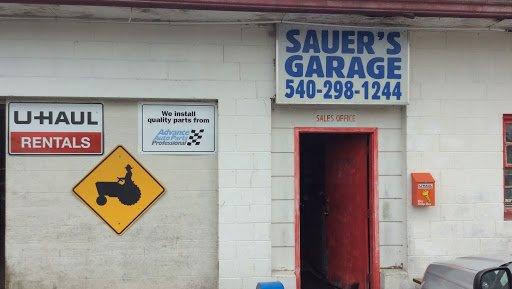 SAUER'S
GARAGE
540-298-1244
U-HAUL
RENTALS
We install
quality parts from
Advance
Auto Parts
Professional
SALES OFFICE